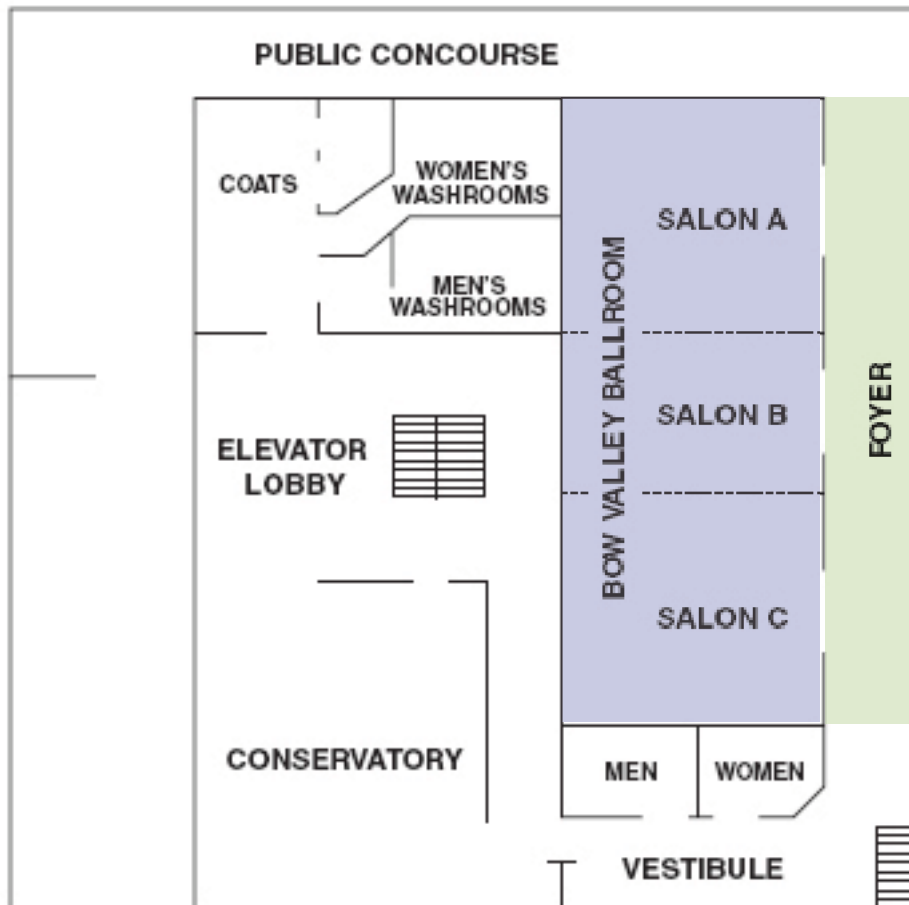 PUBLIC CONCOURSE
COATS
WOMEN'S
WASHROOMS
MEN'S
WASHROOMS
SALON A
BOW VALLEY BALLROOM
SALON B
FOYER
ELEVATOR
LOBBY
SALON C
CONSERVATORY
MEN
WOMEN
VESTIBULE